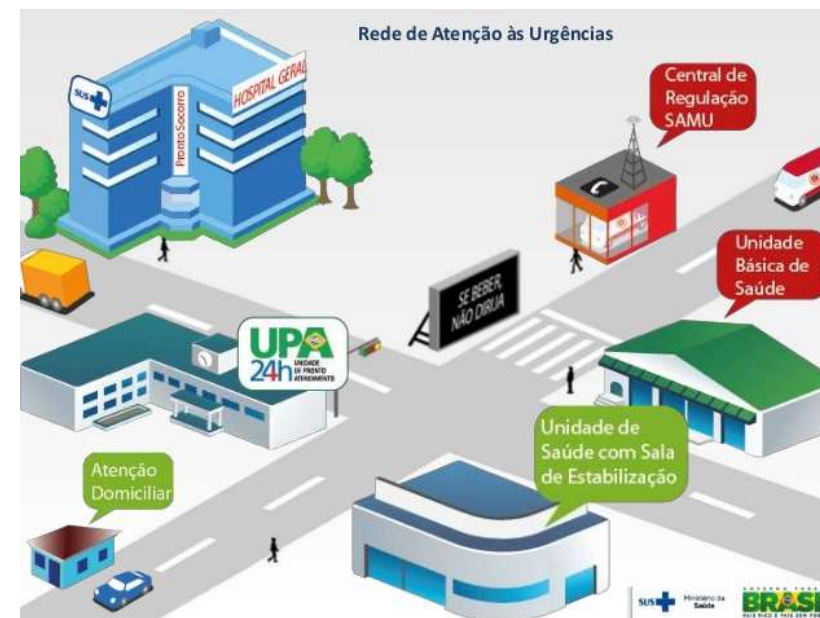 Rede de Atenção às Urgências
SUS
Pronto Socorro
HOSPITAL GERAL
Central de
Regulação
SAMU
Unidade
Básica de
Saúde
SE BEBER,
NÃO DIRIJA
UPA
24h
UNIDADE
DE PRONTO
ATENDIMENTO
Unidade de
Saúde com Sala
de Estabilização
Atenção
Domiciliar
SUS
Ministério da
Saúde
GOVERNO FEDERAL
BRASIL